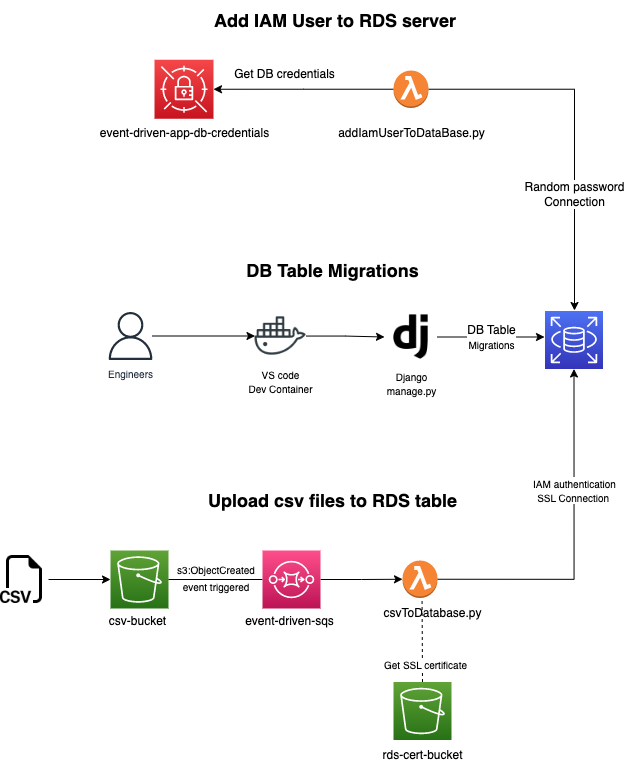 Add IAM User to RDS server
Get DB credentials
event-driven-app-db-credentials
addIamUserToDataBase.py
Random password
Connection
DB Table Migrations
dj
DB Table
Migrations
Engineers
VS code
Dev Container
Django
manage.py
IAM authentication
SSL Connection
Upload csv files to RDS table
CSV
s3:ObjectCreated
event triggered
csv-bucket
event-driven-sqs
csvToDatabase.py
Get SSL certificate
rds-cert-bucket